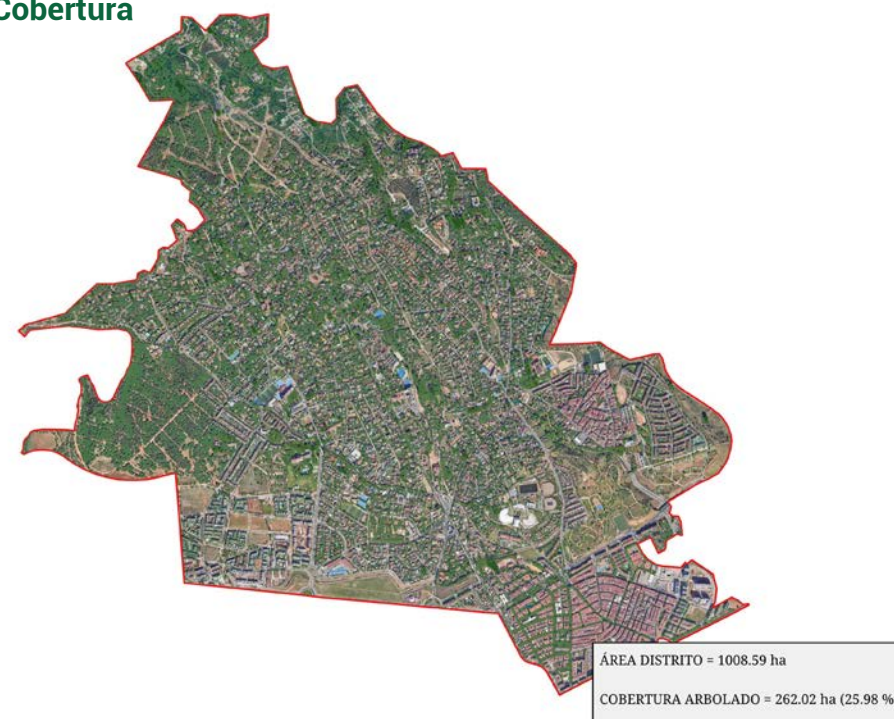 Cobertura
ÁREA DISTRITO = 1008.59 ha
COBERTURA ARBOLADO = 262.02 ha (25.98 %